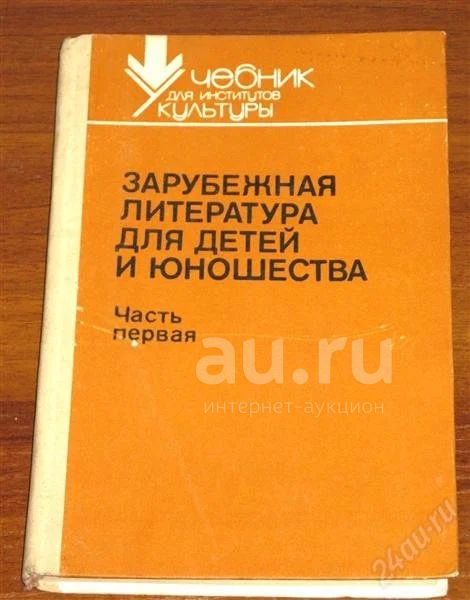 Учебник
для институтов
культуры
ЗАРУБЕЖНАЯ
ЛИТЕРАТУРА
ДЛЯ ДЕТЕЙ
И ЮНОШЕСТВА
Часть
первая
au.ru
интернет-аукцион
24au.ru